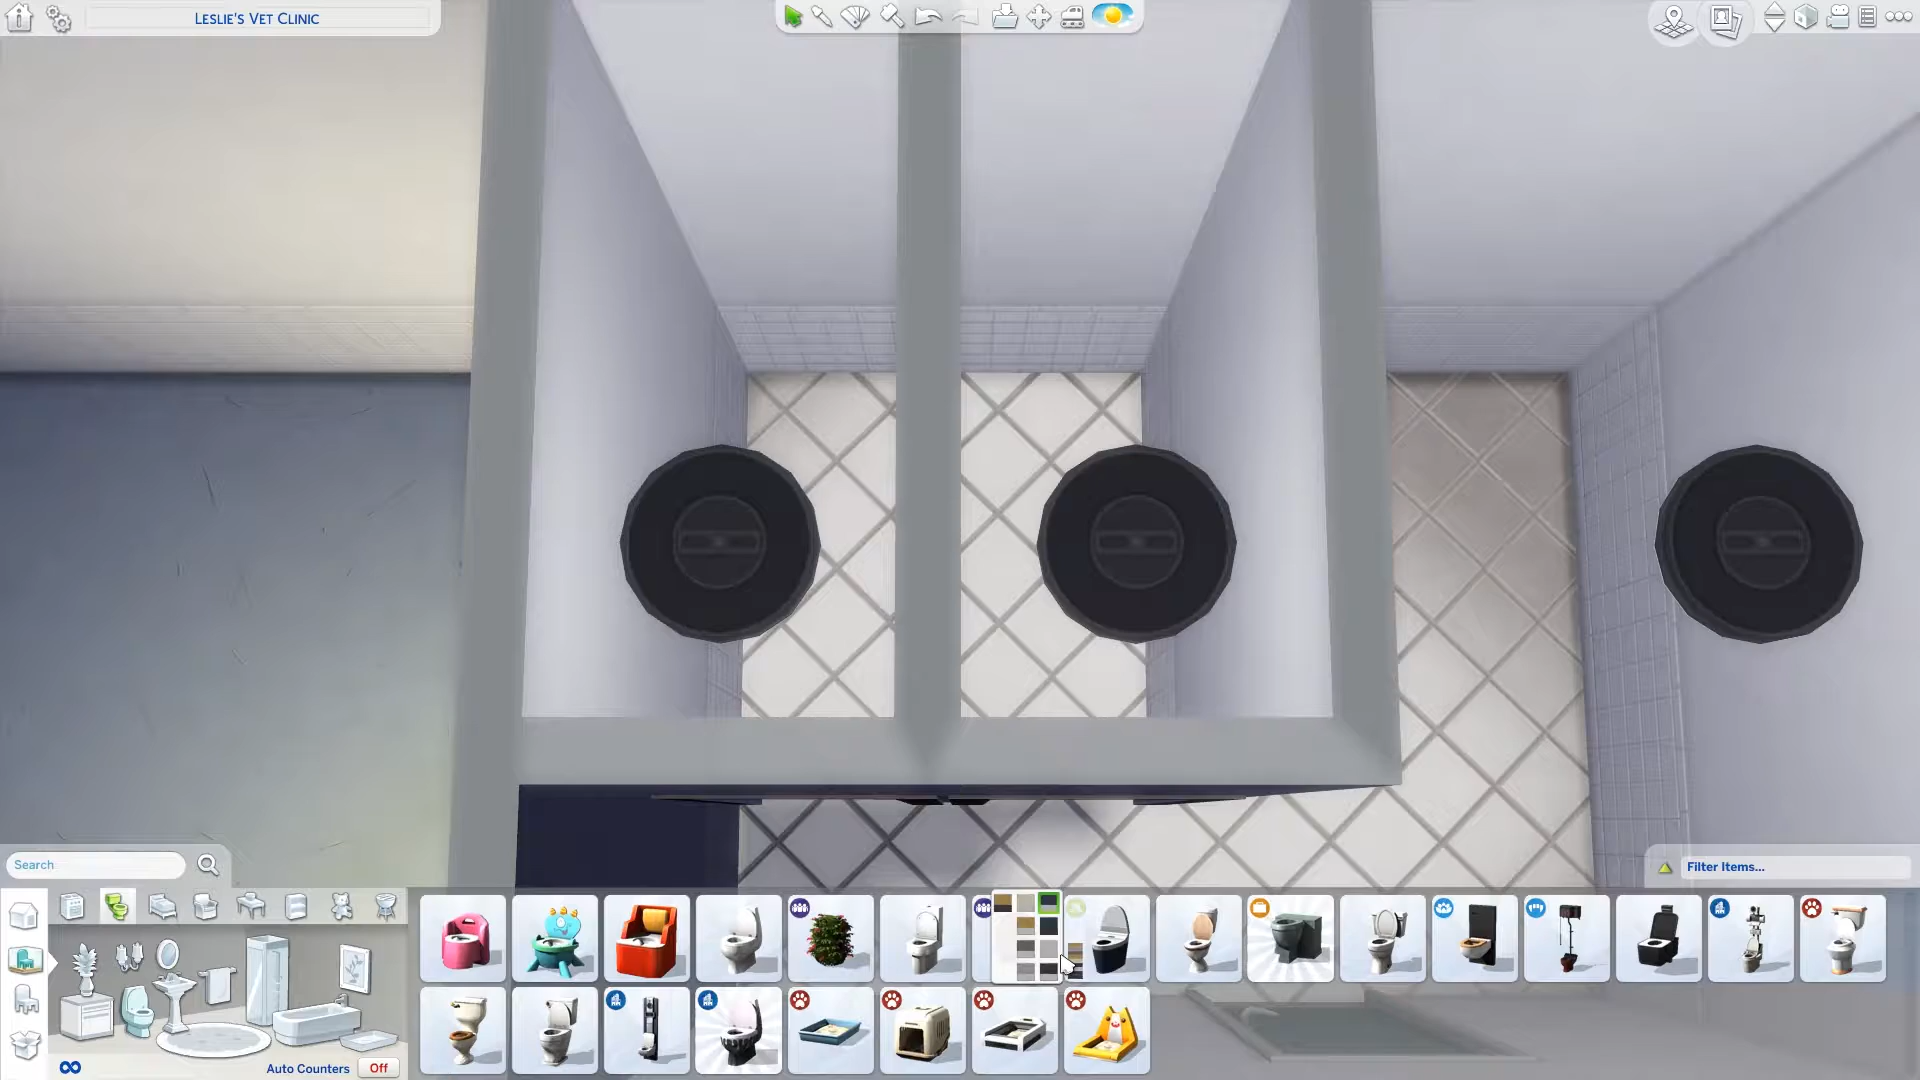 LESLIE'S VET CLINIC
Search
Filter Items...
Auto Counters
Off